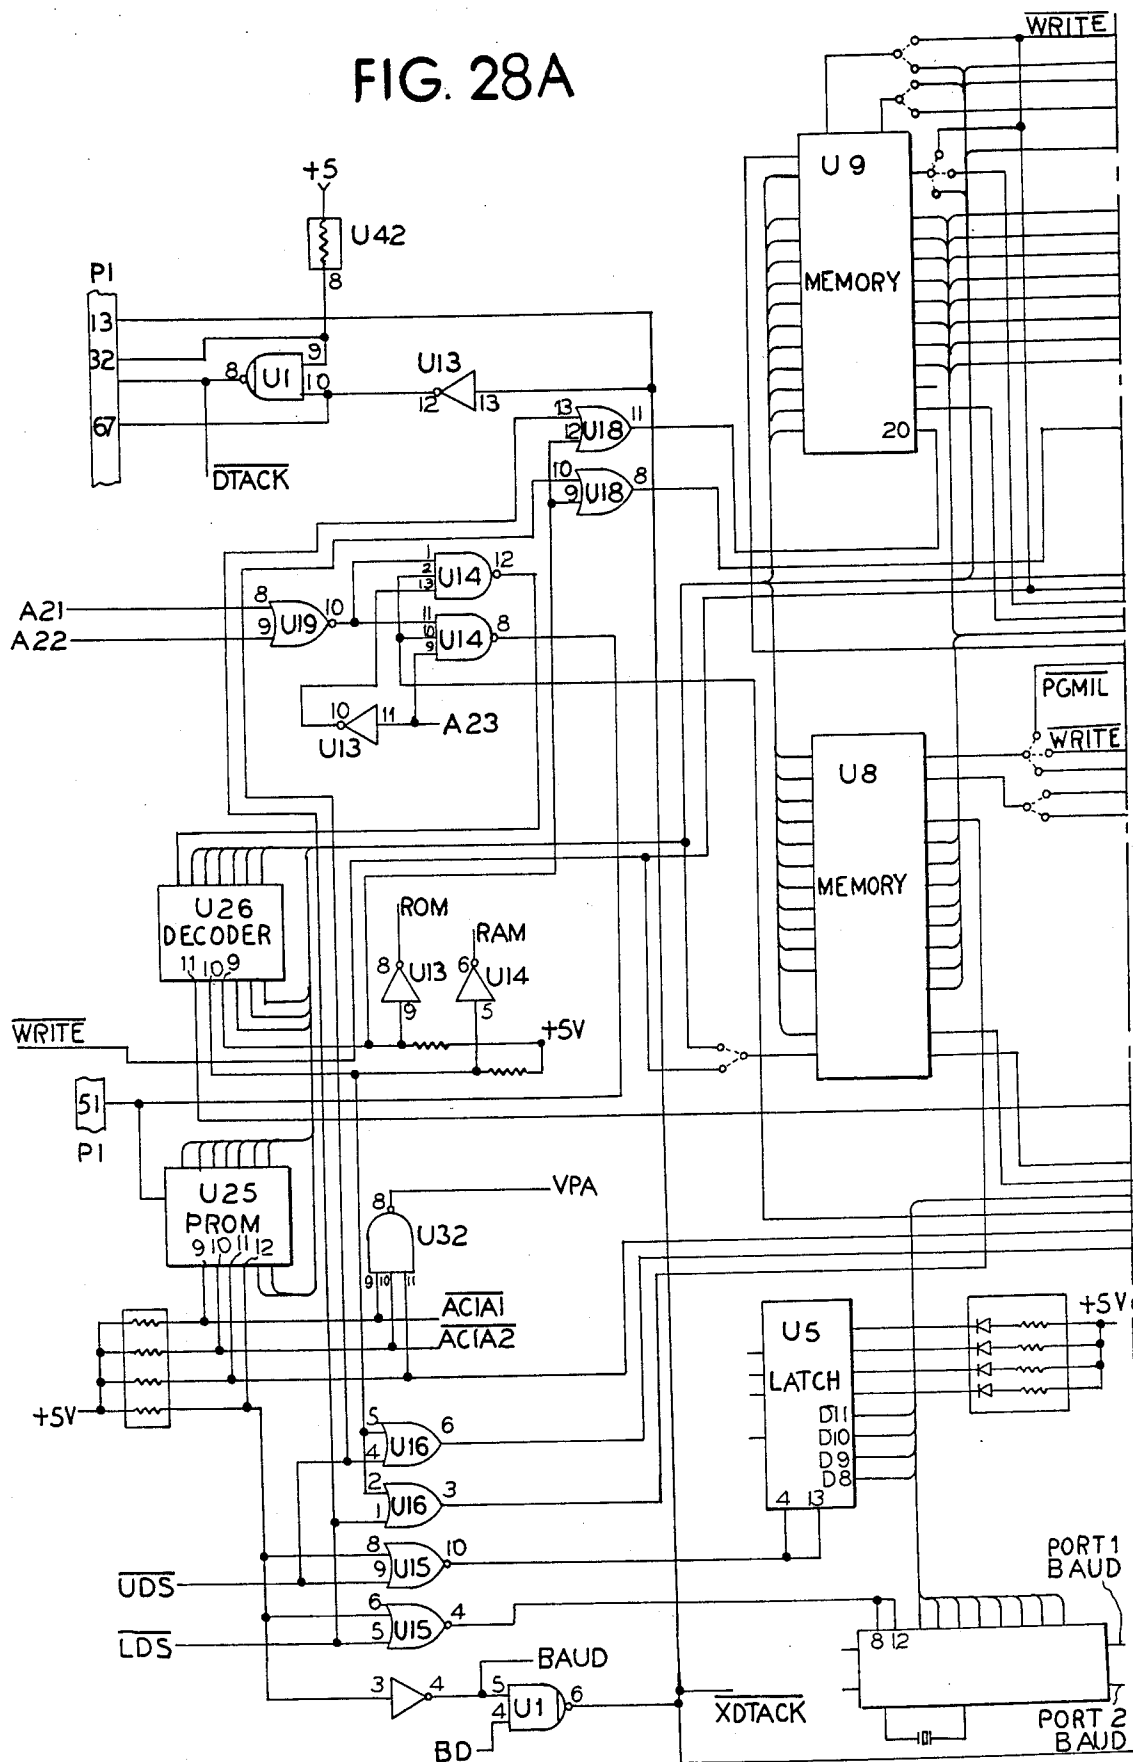 FIG. 28A
WRITE
+5
U42
8
P1
13
32
67
8
U1
9
10
U13
12
13
DTACK
13
12
U18
11
10
9
U18
8
U9
MEMORY
20
A21
A22
8
9
U19
10
1
2
13
U14
12
11
10
9
U14
8
10
U13
11
A23
PGMIL
WRITE
U8
MEMORY
U26
DECODER
11
10
9
ROM
8
U13
9
RAM
6
U14
5
+5V
WRITE
51
P1
U25
PROM
9
10
11
12
VPA
8
U32
9
10
11
ACIA1
ACIA2
+5V
U5
LATCH
D11
D10
D9
D8
4
13
+5V
5
4
U16
6
2
1
U16
3
8
9
U15
10
UDS
6
5
U15
4
LDS
3
4
BAUD
5
4
U1
6
BD
XDTACK
8
12
PORT 1
BAUD
PORT 2
BAUD